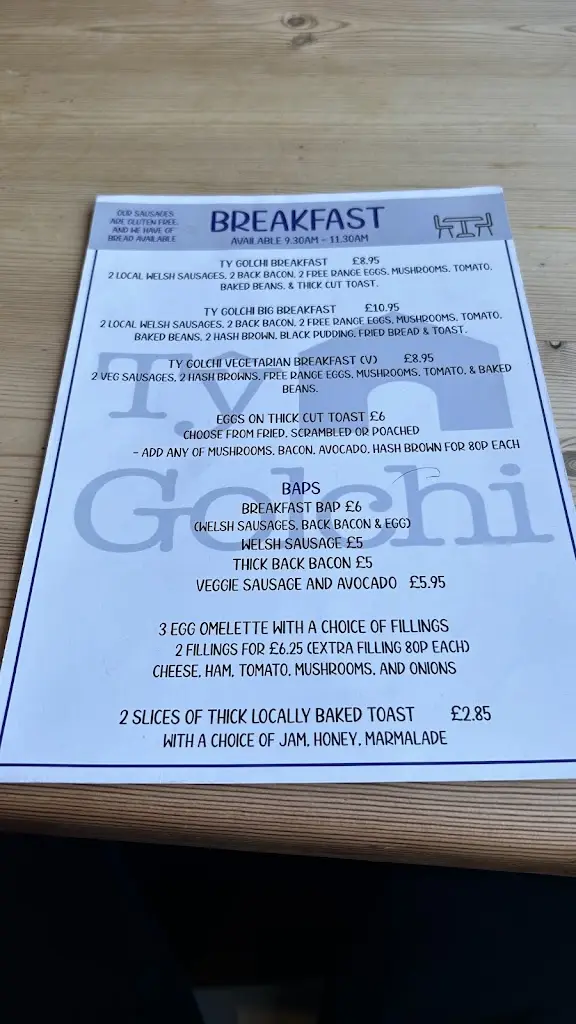 OUR SAUSAGES
ARE GLUTEN FREE,
AND WE HAVE GF
BREAD AVAILABLE
BREAKFAST
AVAILABLE 9.30AM - 11.30AM
TY GOLCHI BREAKFAST £8.95
2 LOCAL WELSH SAUSAGES, 2 BACK BACON, 2 FREE RANGE EGGS, MUSHROOMS, TOMATO,
BAKED BEANS, & THICK CUT TOAST.
TY GOLCHI BIG BREAKFAST £10.95
2 LOCAL WELSH SAUSAGES, 2 BACK BACON, 2 FREE RANGE EGGS, MUSHROOMS, TOMATO,
BAKED BEANS, 2 HASH BROWN, BLACK PUDDING, FRIED BREAD & TOAST.
TY GOLCHI VEGETARIAN BREAKFAST (V) £8.95
2 VEG SAUSAGES, 2 HASH BROWNS, FREE RANGE EGGS, MUSHROOMS, TOMATO, & BAKED
BEANS.
EGGS ON THICK CUT TOAST £6
CHOOSE FROM FRIED, SCRAMBLED OR POACHED
- ADD ANY OF MUSHROOMS, BACON, AVOCADO, HASH BROWN FOR 80P EACH
BAPS
BREAKFAST BAP £6
(WELSH SAUSAGES, BACK BACON & EGG)
WELSH SAUSAGE £5
THICK BACK BACON £5
VEGGIE SAUSAGE AND AVOCADO £5.95
3 EGG OMELETTE WITH A CHOICE OF FILLINGS
2 FILLINGS FOR £6.25 (EXTRA FILLING 80P EACH)
CHEESE, HAM, TOMATO, MUSHROOMS, AND ONIONS
2 SLICES OF THICK LOCALLY BAKED TOAST £2.85
WITH A CHOICE OF JAM, HONEY, MARMALADE
Tŷ
Golchi